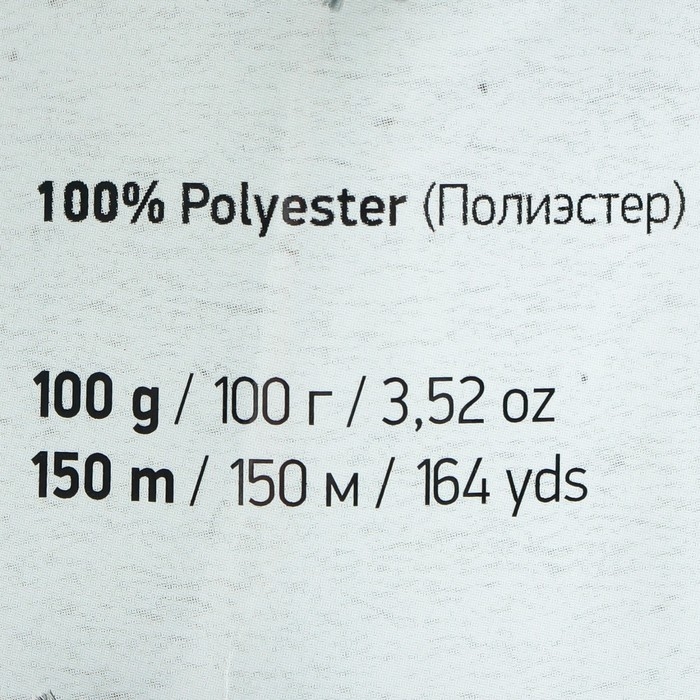 100% Polyester (Полиэстер)
100 g / 100 г / 3,52 oz
150 m / 150 м / 164 yds